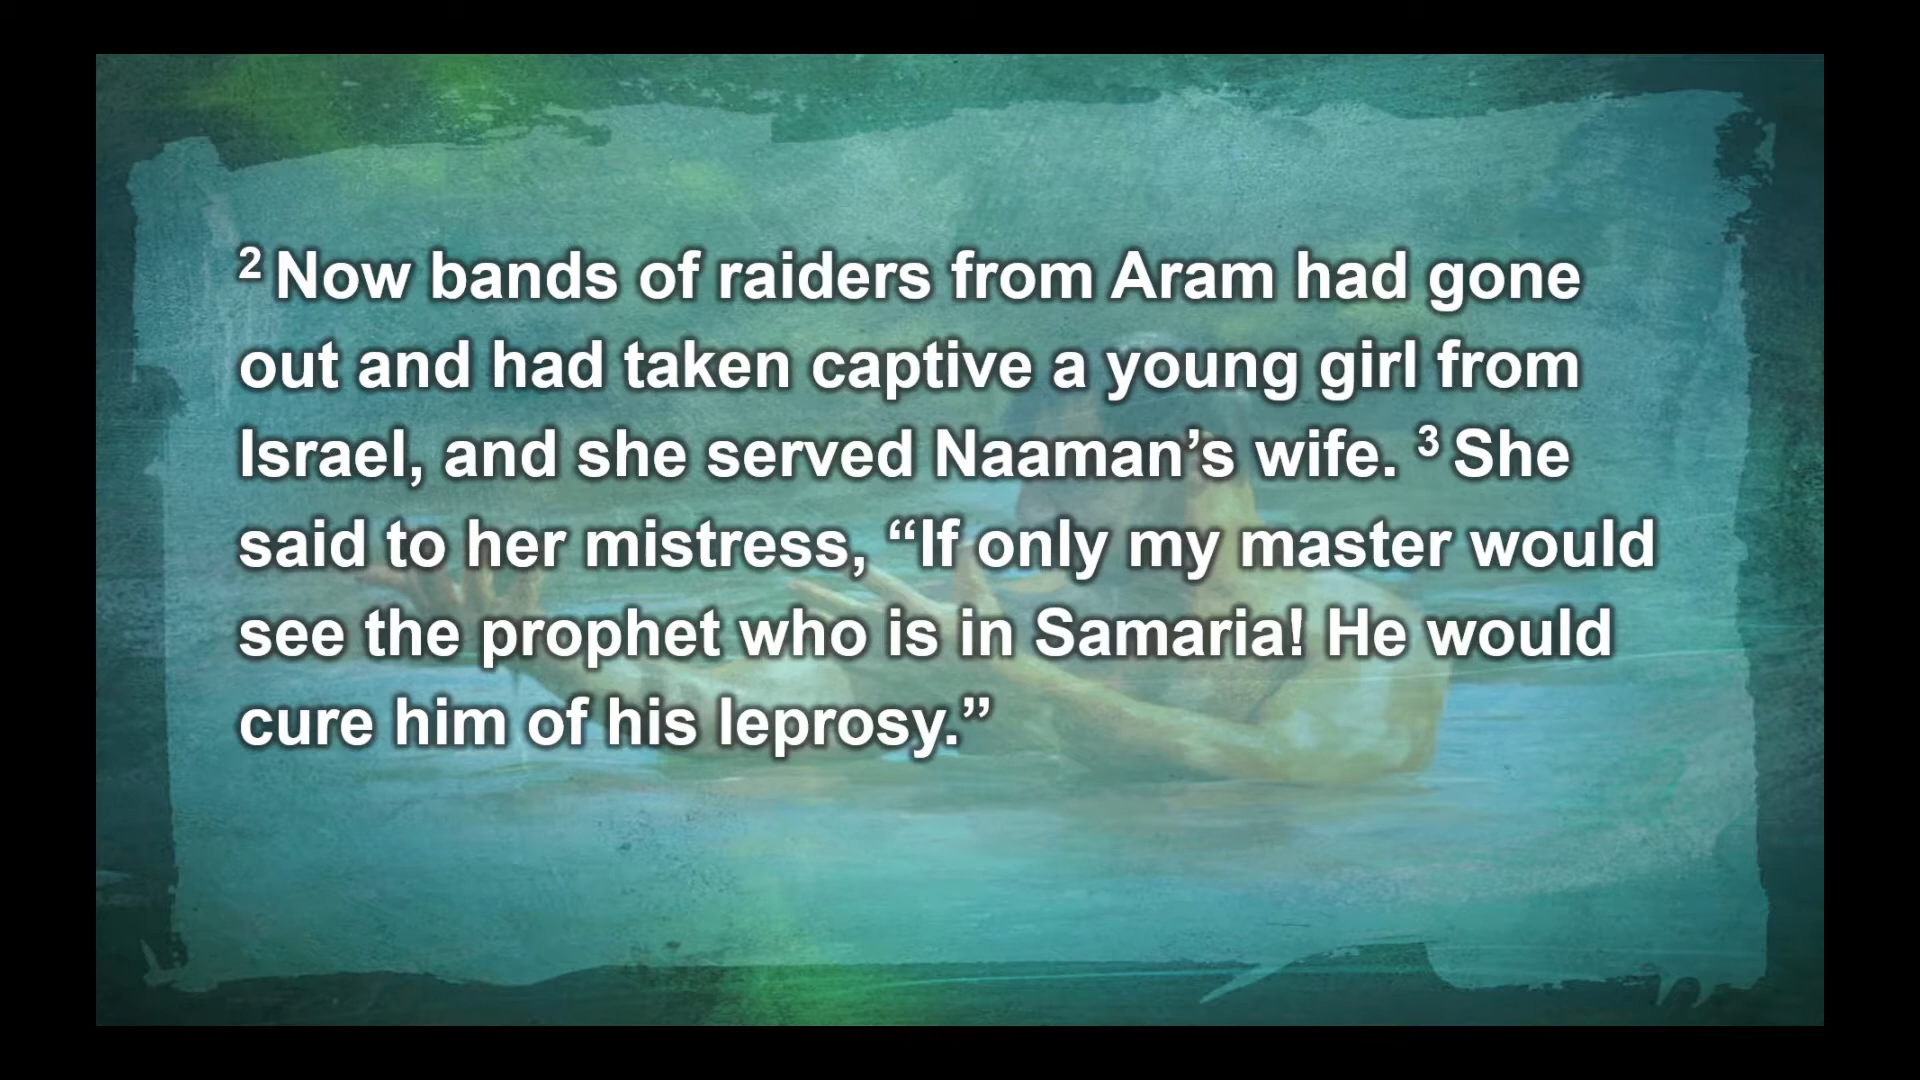 ² Now bands of raiders from Aram had gone
out and had taken captive a young girl from
Israel, and she served Naaman’s wife. ³ She
said to her mistress, “If only my master would
see the prophet who is in Samaria! He would
cure him of his leprosy.”